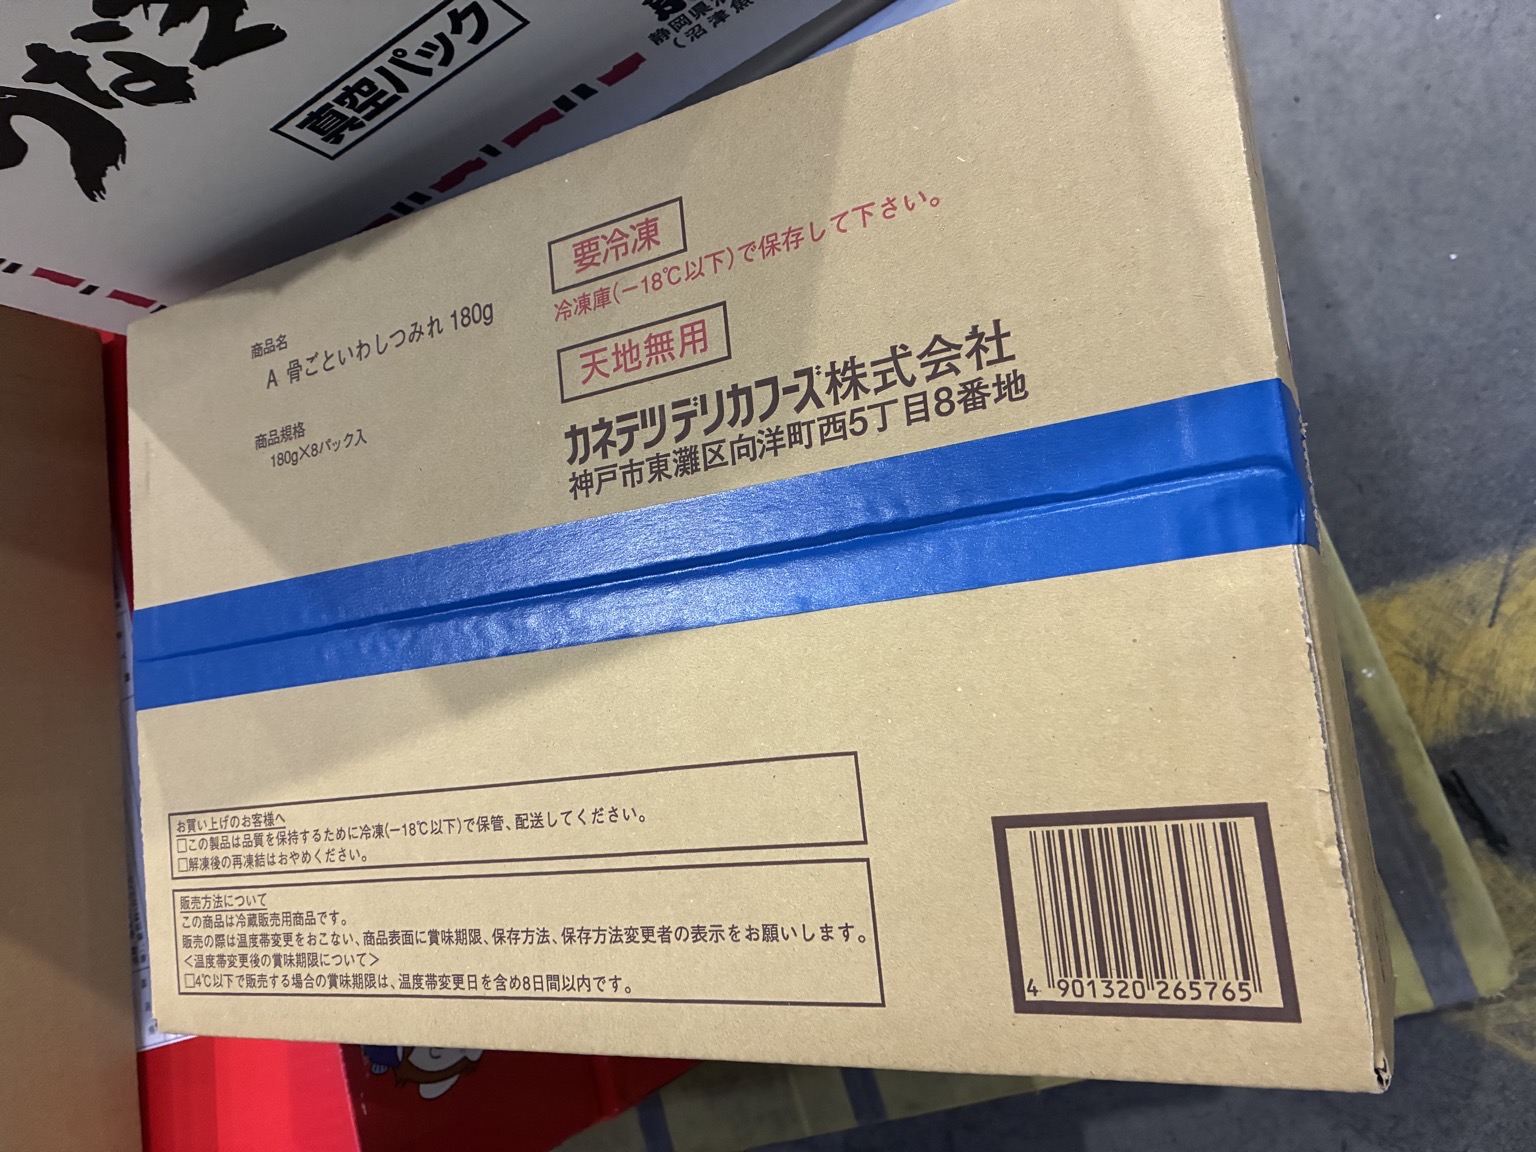 真空パック
静岡県
商品名
A 骨ごといわしつみれ 180g
商品規格
180g×8パック入
要冷凍
冷凍庫(－18℃以下)で保存して下さい。
天地無用
カネテツデリカフーズ株式会社
神戸市東灘区向洋町西5丁目8番地
お買い上げのお客様へ
□この製品は品質を保持するために冷凍(－18℃以下)で保管、配送してください。
□解凍後の再凍結はおやめください。
販売方法について
この商品は冷蔵販売用商品です。
販売の際は温度帯変更をおこない、商品表面に賞味期限、保存方法、保存方法変更者の表示をお願いします。
＜温度帯変更後の賞味期限について＞
□4℃以下で販売する場合の賞味期限は、温度帯変更日を含め8日間以内です。
4 901320 265765